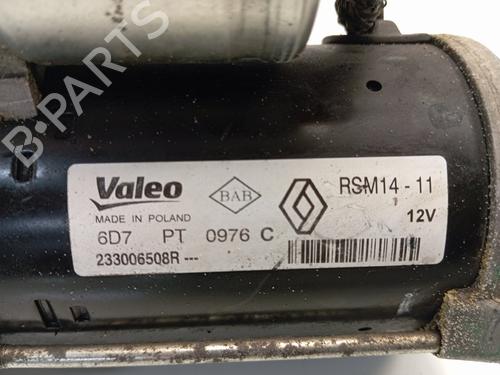 B-PARTS
Valeo
BAB
RSM14 - 11
MADE IN POLAND
12V
6D7 PT 0976 C
233006508R ---